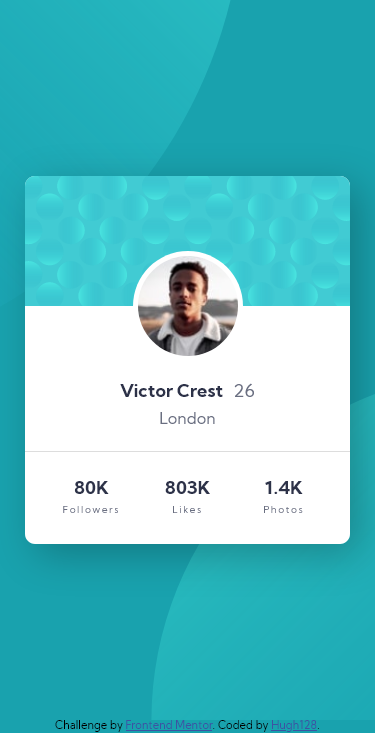 Victor Crest 26
London
80K 803K 1.4K
Followers Likes Photos
Challenge by Frontend Mentor. Coded by Hugh128.